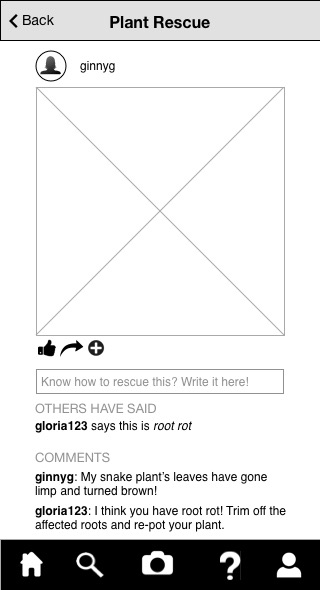 Back
Plant Rescue
ginnyg
Know how to rescue this? Write it here!
OTHERS HAVE SAID
gloria123 says this is root rot
COMMENTS
ginnyg: My snake plant's leaves have gone
limp and turned brown!
gloria123: I think you have root rot! Trim off the
affected roots and re-pot your plant.